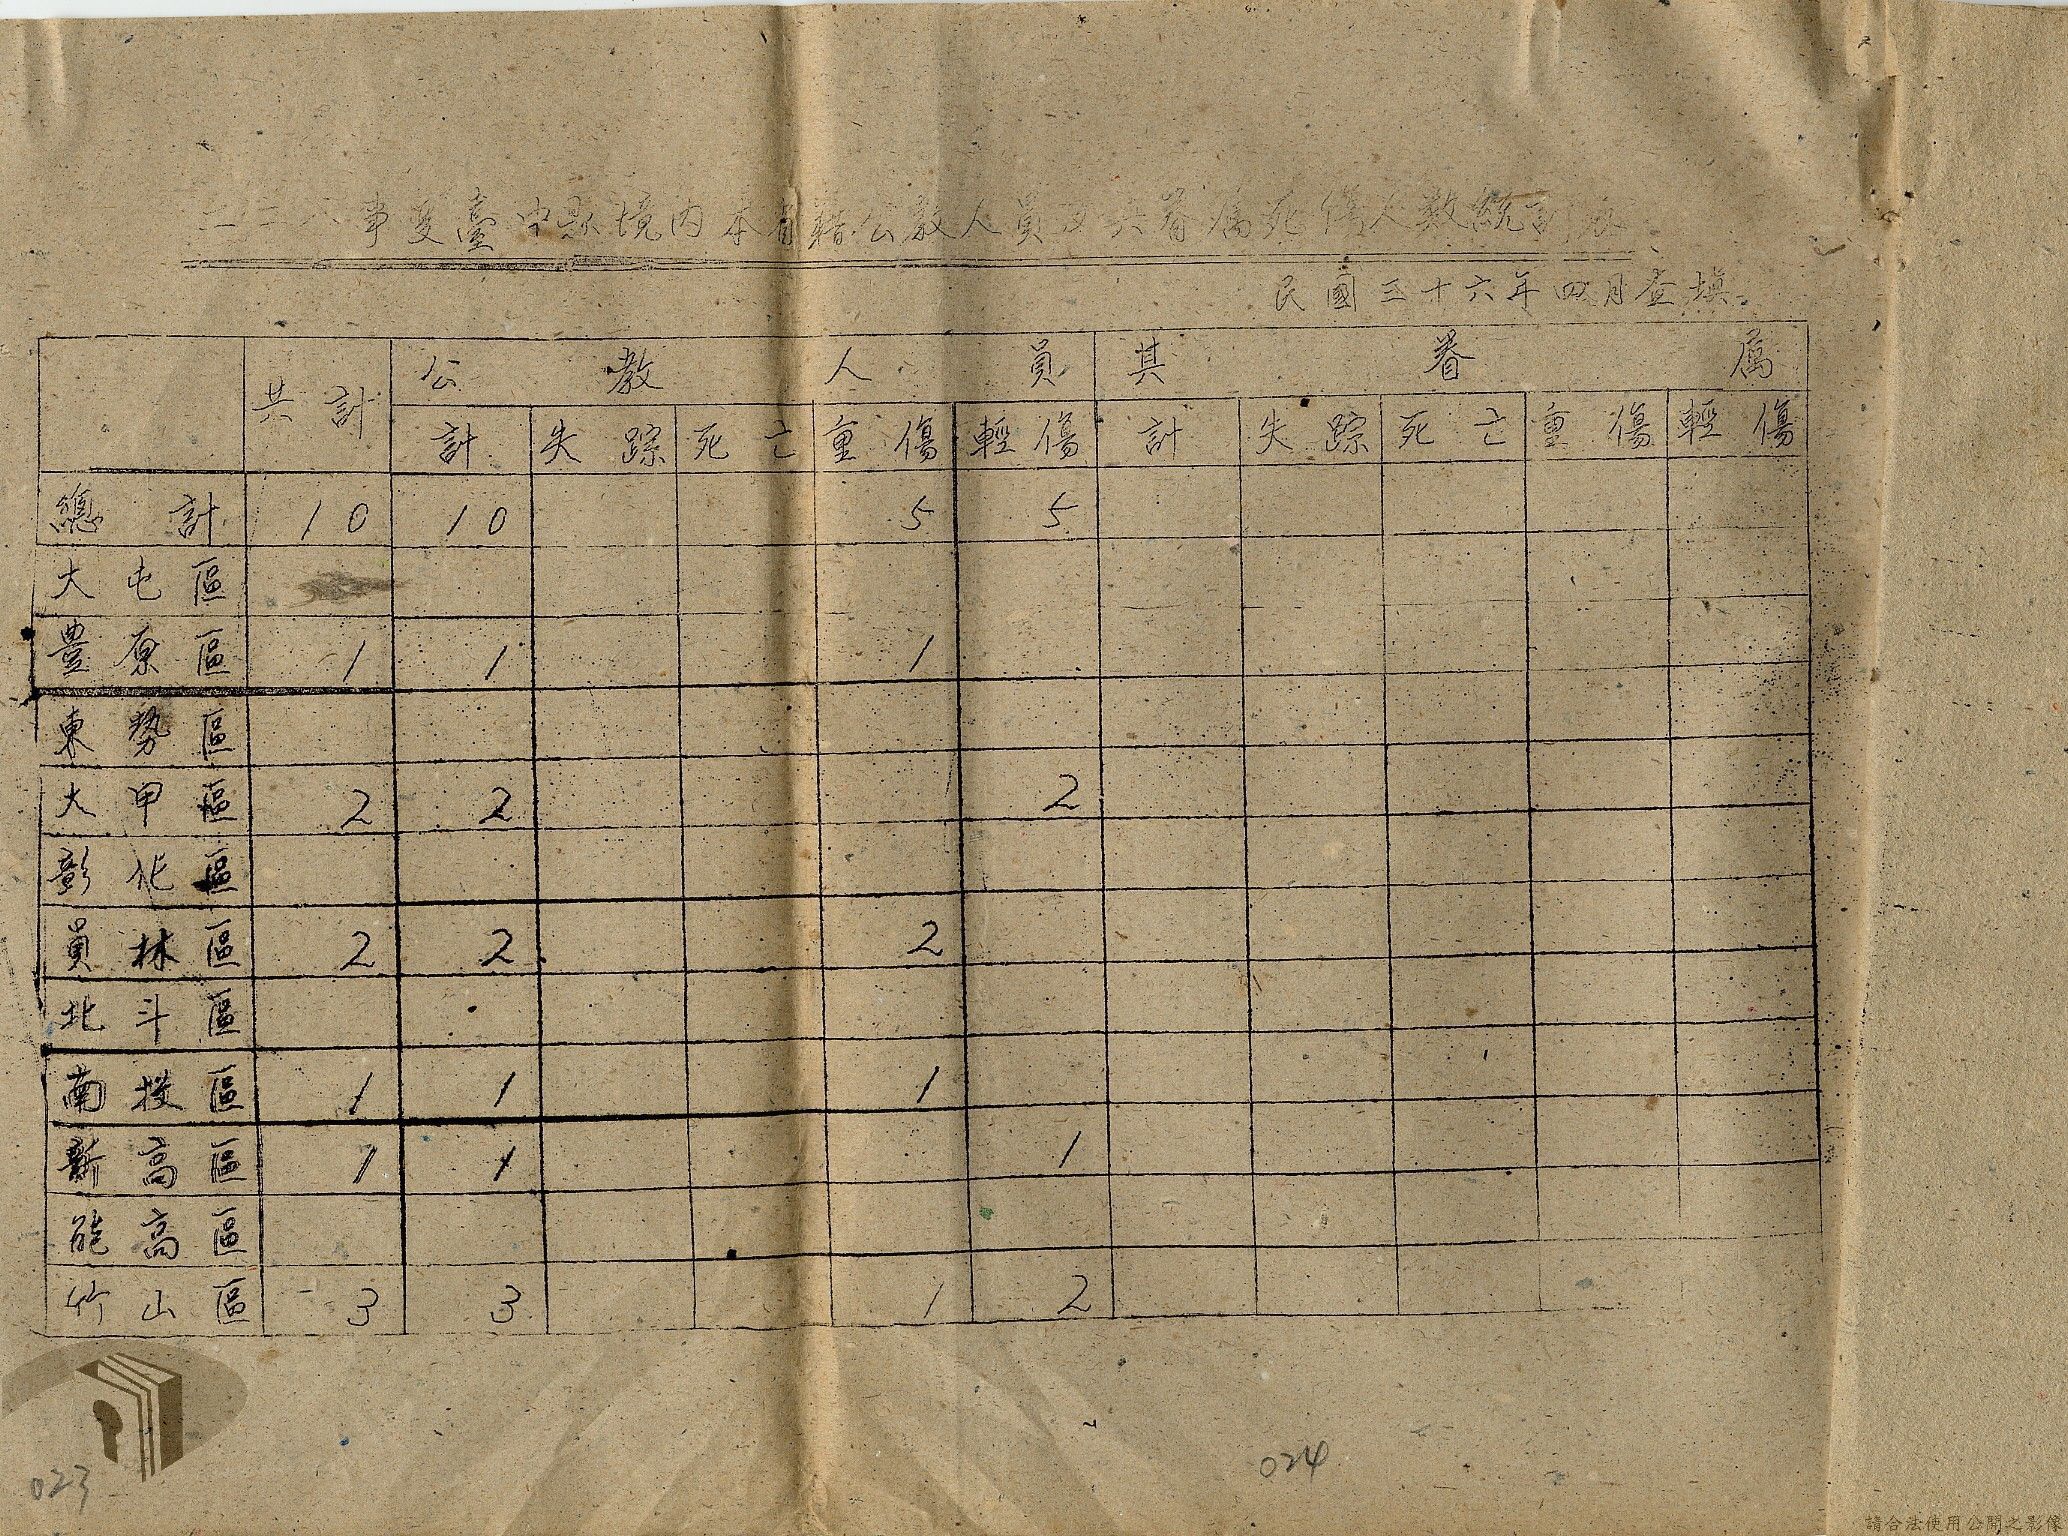 二二八事変臺中縣境内本省籍公教人員及其眷属死傷人数統計表
民國三十六年四月查填
共計 公教人員 其眷属
計 失踪 死亡 重傷 輕傷 計 失踪 死亡 重傷 輕傷
總計 10 10 5 5
大屯區
豊原區 1 1 1
東勢區
大甲區 2 2 2
彰化區
員林區 2 2 2
北斗區
南投區 1 1 1
新高區 1 1 1
能高區
竹山區 3 3 1 2
023
024
請合法使用公開之影像